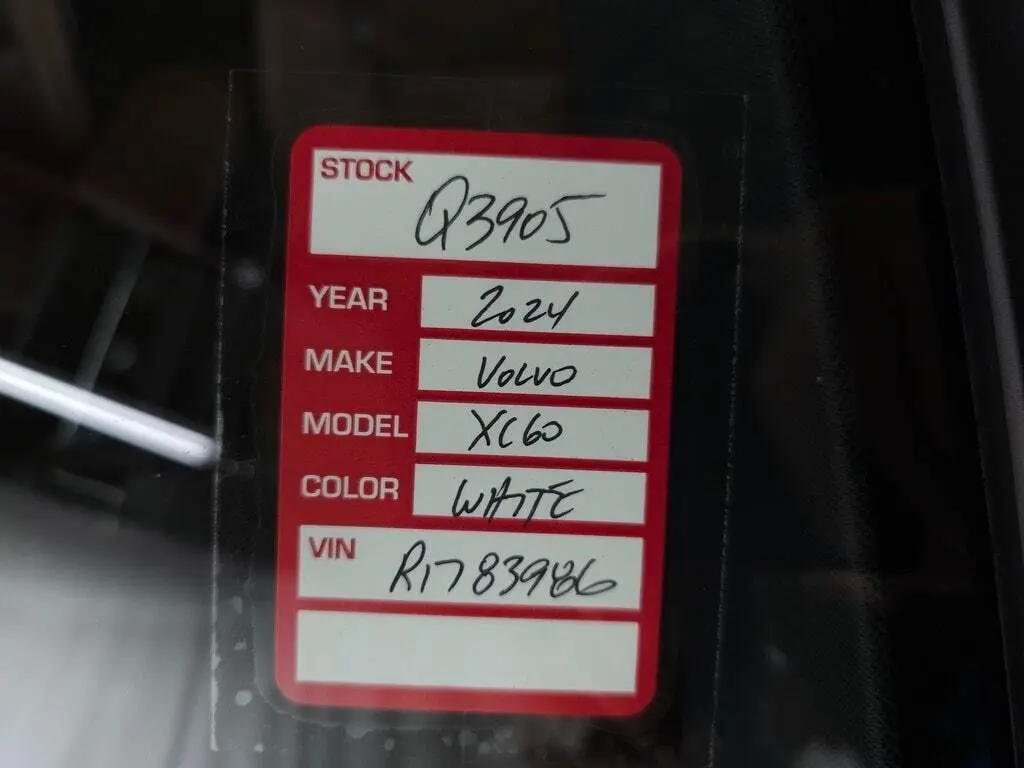 STOCK Q3905
YEAR 2024
MAKE VOLVO
MODEL XC60
COLOR WHITE
VIN R1783986